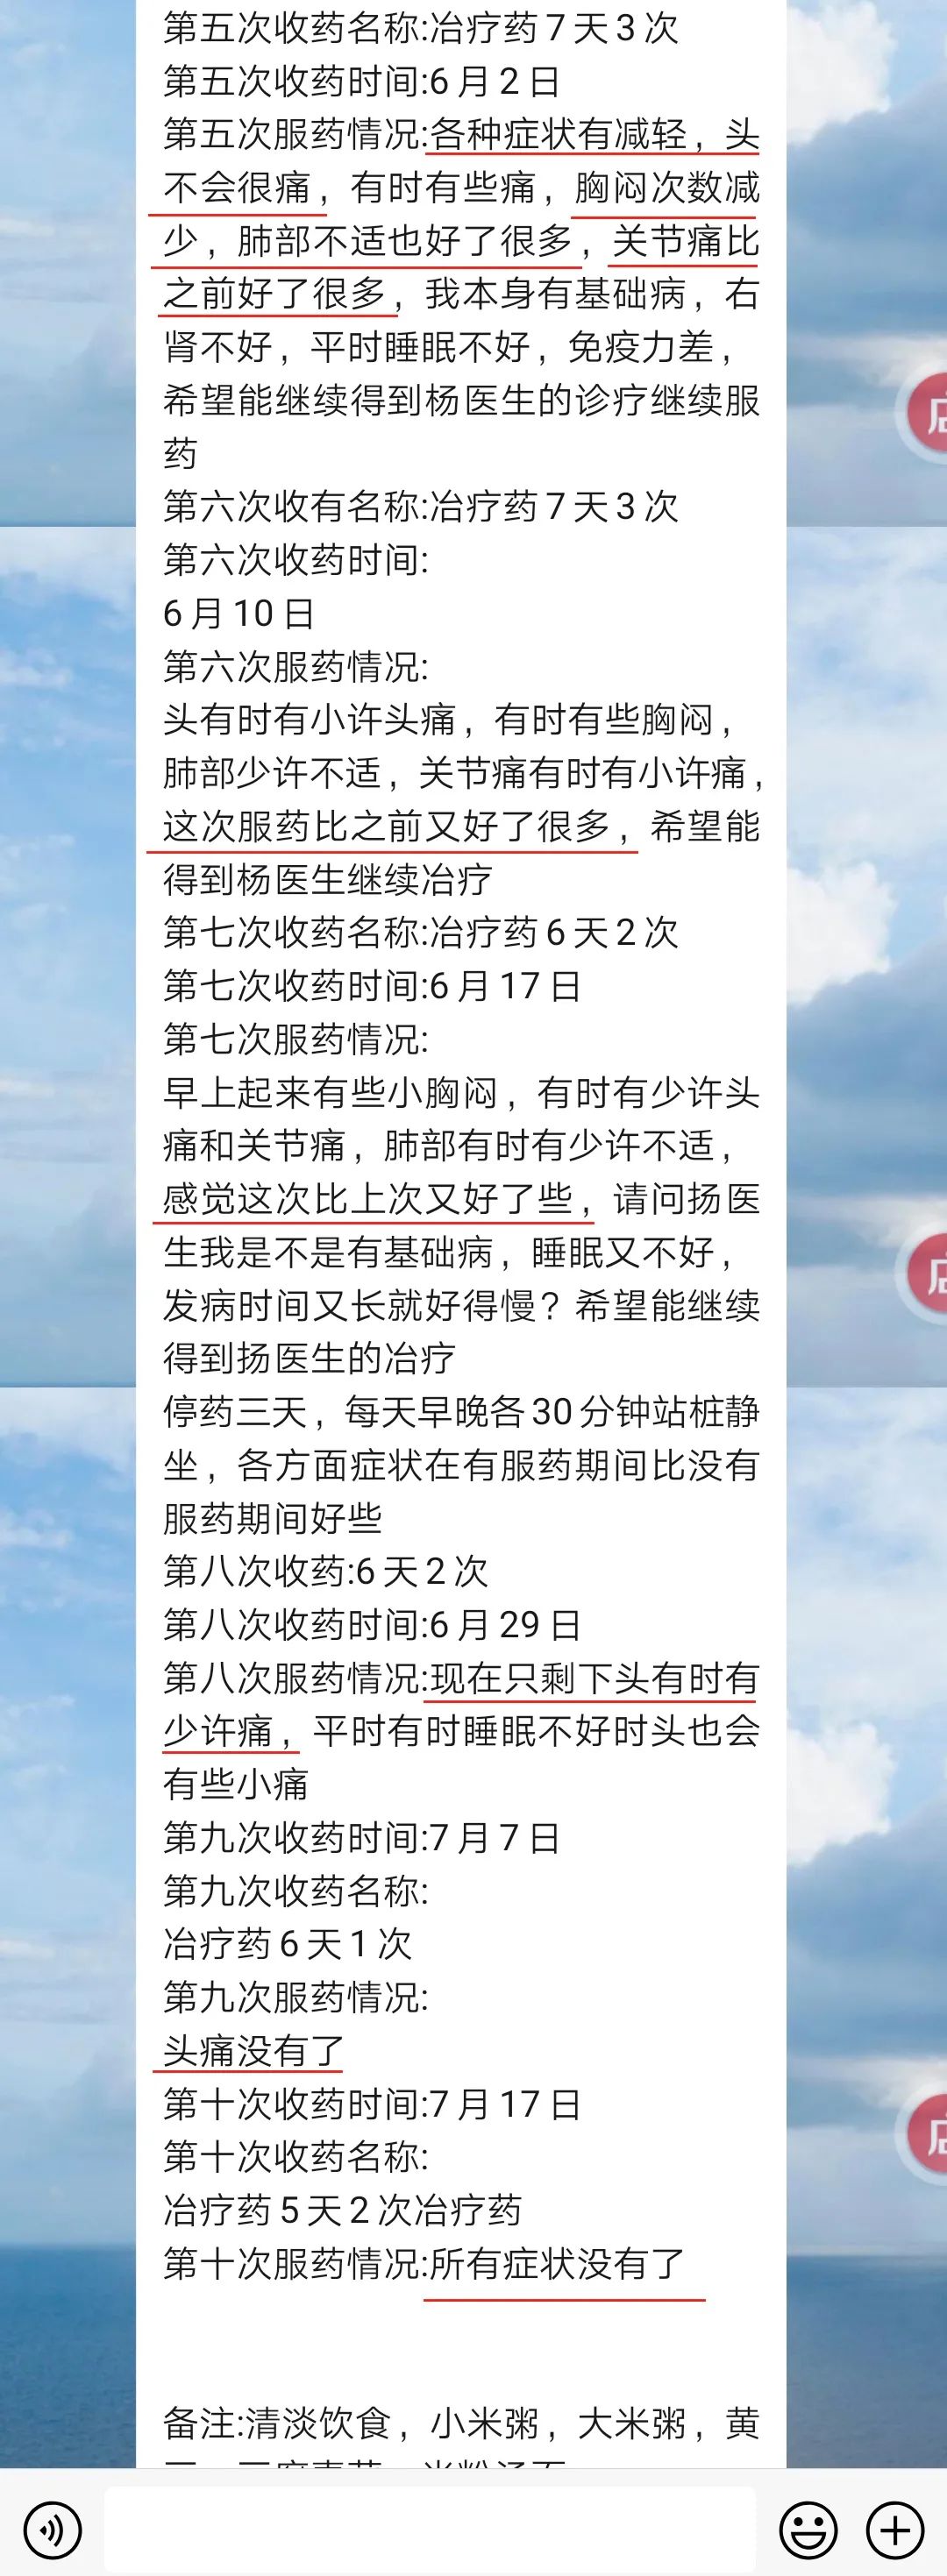 第五次收药名称:冶疗药7天3次
第五次收药时间:6月2日
第五次服药情况:各种症状有减轻，头
不会很痛，有时有些痛，胸闷次数减
少，肺部不适也好了很多，关节痛比
之前好了很多，我本身有基础病，右
肾不好，平时睡眠不好，免疫力差，
希望能继续得到杨医生的诊疗继续服
药
第六次收有名称:冶疗药7天3次
第六次收药时间:
6月10日
第六次服药情况:
头有时有小许头痛，有时有些胸闷，
肺部少许不适，关节痛有时有小许痛，
这次服药比之前又好了很多，希望能
得到杨医生继续冶疗
第七次收药名称:冶疗药6天2次
第七次收药时间:6月17日
第七次服药情况:
早上起来有些小胸闷，有时有少许头
痛和关节痛，肺部有时有少许不适，
感觉这次比上次又好了些，请问扬医
生我是不是有基础病，睡眠又不好，
发病时间又长就好得慢？希望能继续
得到扬医生的冶疗
停药三天，每天早晚各30分钟站桩静
坐，各方面症状在有服药期间比没有
服药期间好些
第八次收药:6天2次
第八次收药时间:6月29日
第八次服药情况:现在只剩下头有时有
少许痛，平时有时睡眠不好时头也会
有些小痛
第九次收药时间:7月7日
第九次收药名称:
冶疗药6天1次
第九次服药情况:
头痛没有了
第十次收药时间:7月17日
第十次收药名称:
冶疗药5天2次冶疗药
第十次服药情况:所有症状没有了
备注:清淡饮食，小米粥，大米粥，黄